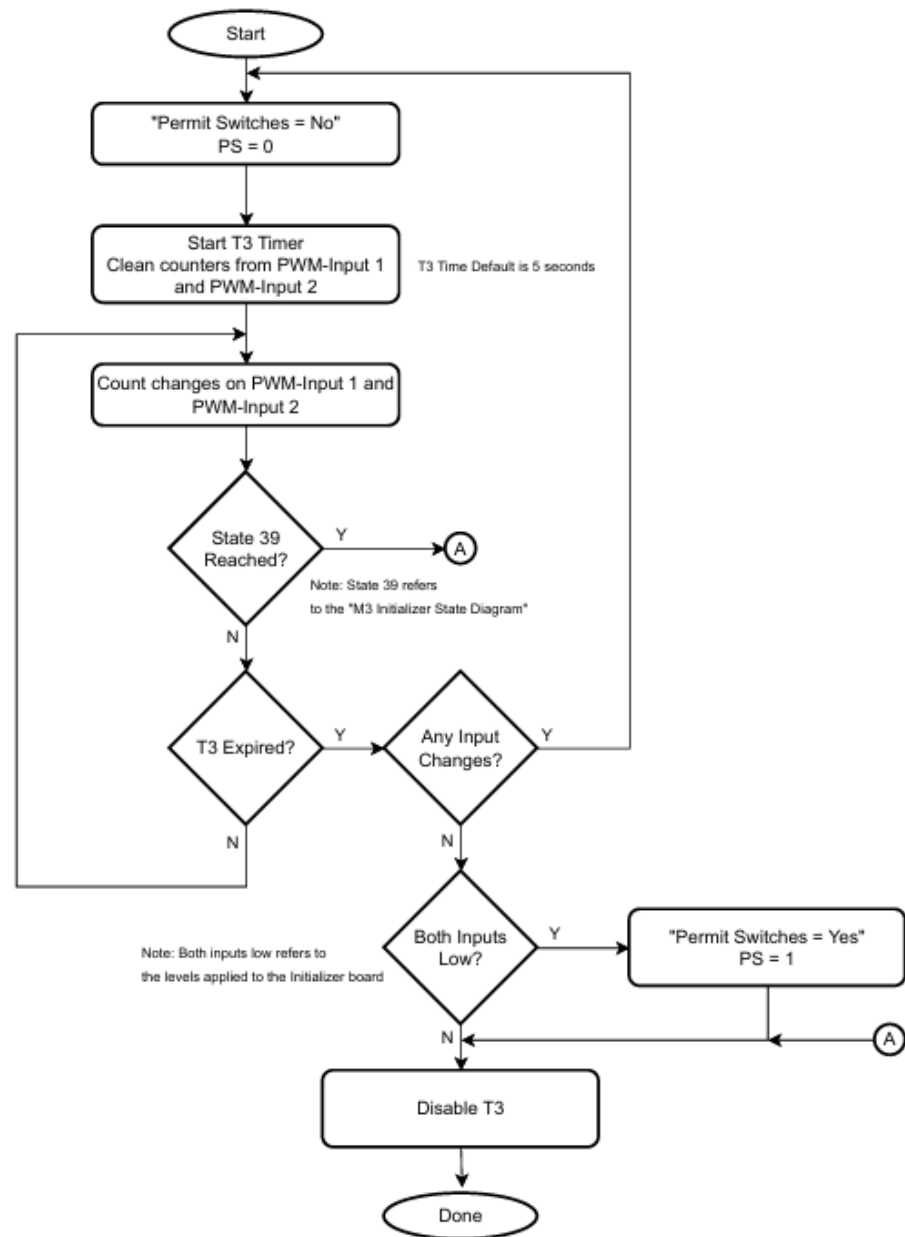 Start
"Permit Switches = No"
PS = 0
Start T3 Timer
Clean counters from PWM-Input 1
and PWM-Input 2
T3 Time Default is 5 seconds
Count changes on PWM-Input 1 and
PWM-Input 2
State 39
Reached?
Y
A
Note: State 39 refers
to the "M3 Initializer State Diagram"
N
T3 Expired?
Y
Any Input
Changes?
Y
N
N
Both Inputs
Low?
Y
"Permit Switches = Yes"
PS = 1
Note: Both inputs low refers to
the levels applied to the Initializer board
N
A
Disable T3
Done